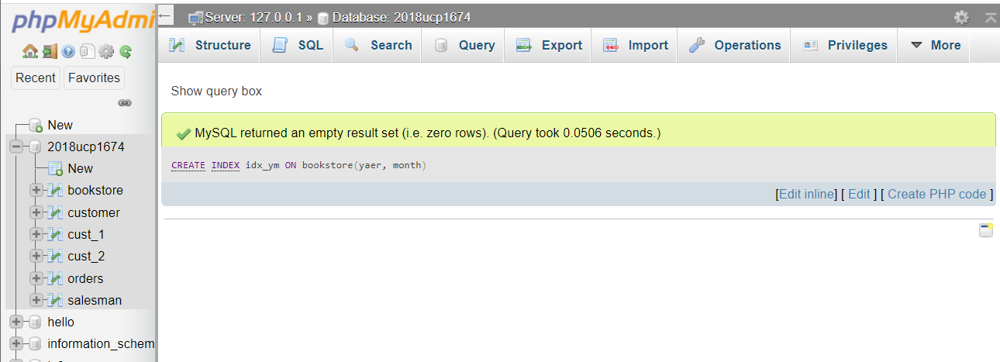 phpMyAdmi
Server: 127.0.0.1 » Database: 2018ucp1674
Structure SQL Search Query Export Import Operations Privileges More
Recent Favorites
New
2018ucp1674
New
bookstore
customer
cust_1
cust_2
orders
salesman
hello
information_schem
Show query box
MySQL returned an empty result set (i.e. zero rows). (Query took 0.0506 seconds.)
CREATE INDEX idx_ym ON bookstore(yaer, month)
[Edit inline] [ Edit ] [ Create PHP code ]